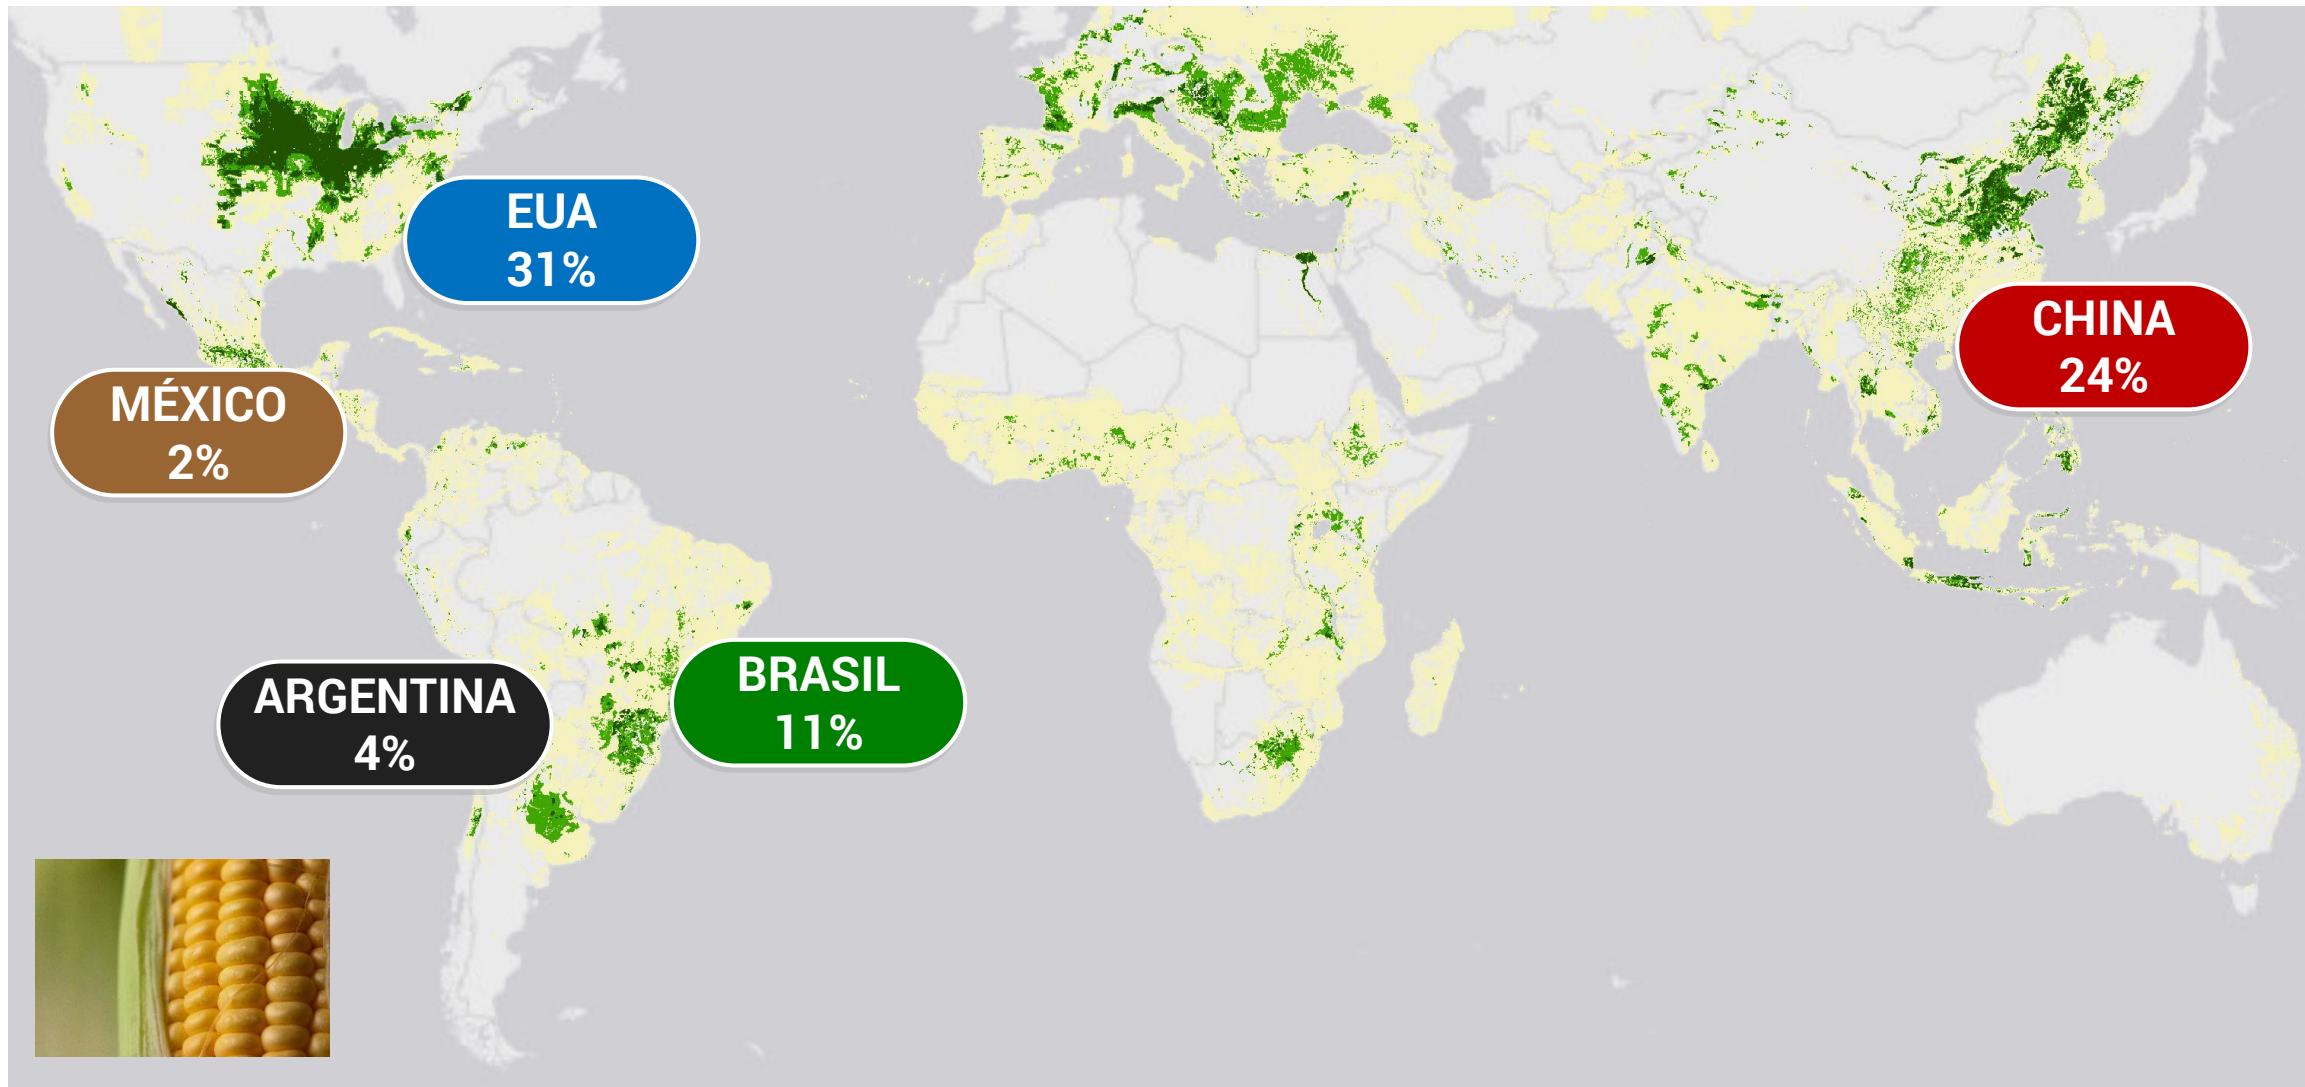 EUA
31%
CHINA
24%
MÉXICO
2%
BRASIL
11%
ARGENTINA
4%